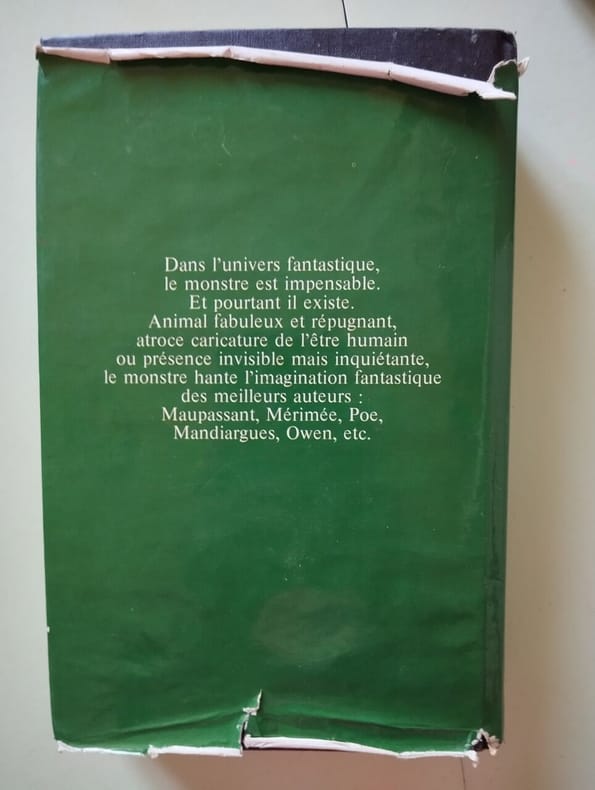 Dans l'univers fantastique,
le monstre est impensable.
Et pourtant il existe.
Animal fabuleux et répugnant,
atroce caricature de l'être humain
ou présence invisible mais inquiétante,
le monstre hante l'imagination fantastique
des meilleurs auteurs :
Maupassant, Mérimée, Poe,
Mandiargues, Owen, etc.